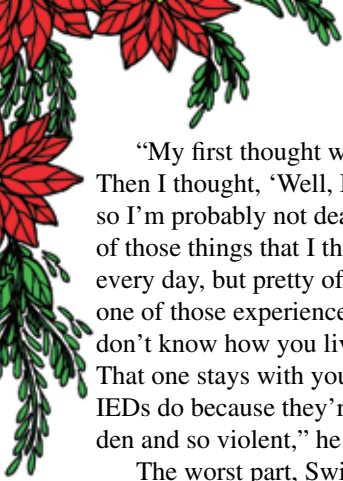 “My first thought w
Then I thought, ‘Well, I
so I’m probably not dea
of those things that I th
every day, but pretty of
one of those experience
don’t know how you liv
That one stays with you
IEDs do because they’r
den and so violent,” he
The worst part, Swi